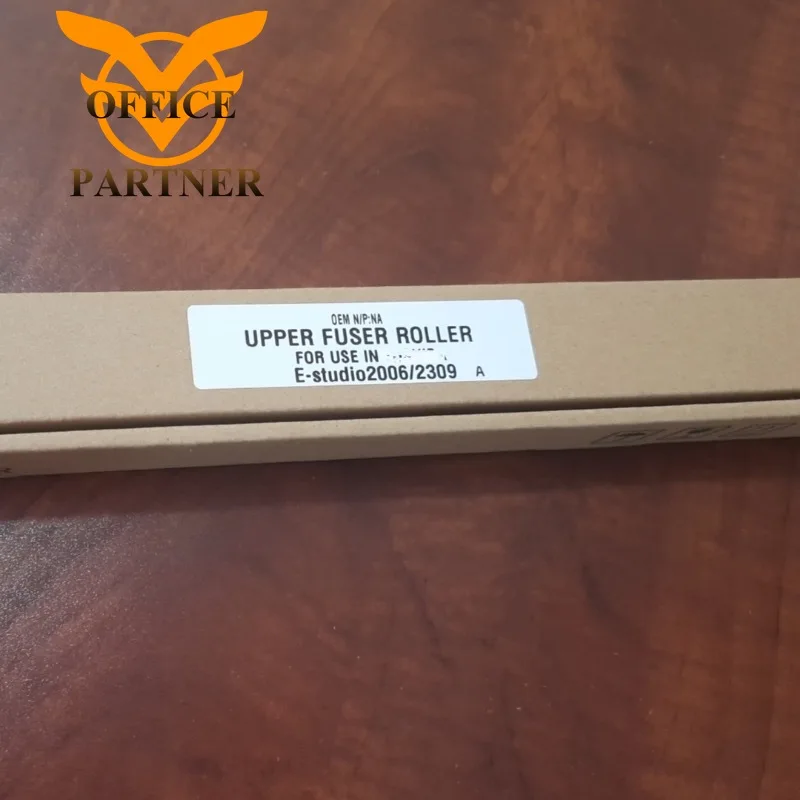 OFFICE
PARTNER
OEM N/P:NA
UPPER FUSER ROLLER
FOR USE IN
E-studio2006/2309 A